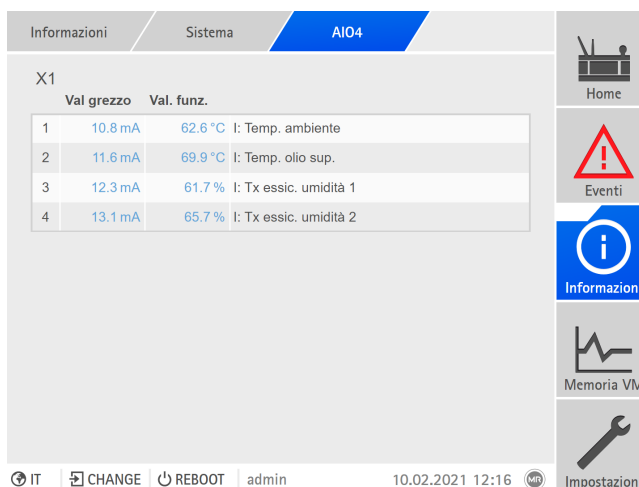 Informazioni Sistema AIO4
X1
Val grezzo Val. funz.
1 10.8 mA 62.6 °C I: Temp. ambiente
2 11.6 mA 69.9 °C I: Temp. olio sup.
3 12.3 mA 61.7 % I: Tx essic. umidità 1
4 13.1 mA 65.7 % I: Tx essic. umidità 2
Home
Eventi
Informazion
Memoria VM
Impostazion
IT CHANGE REBOOT admin 10.02.2021 12:16 MR